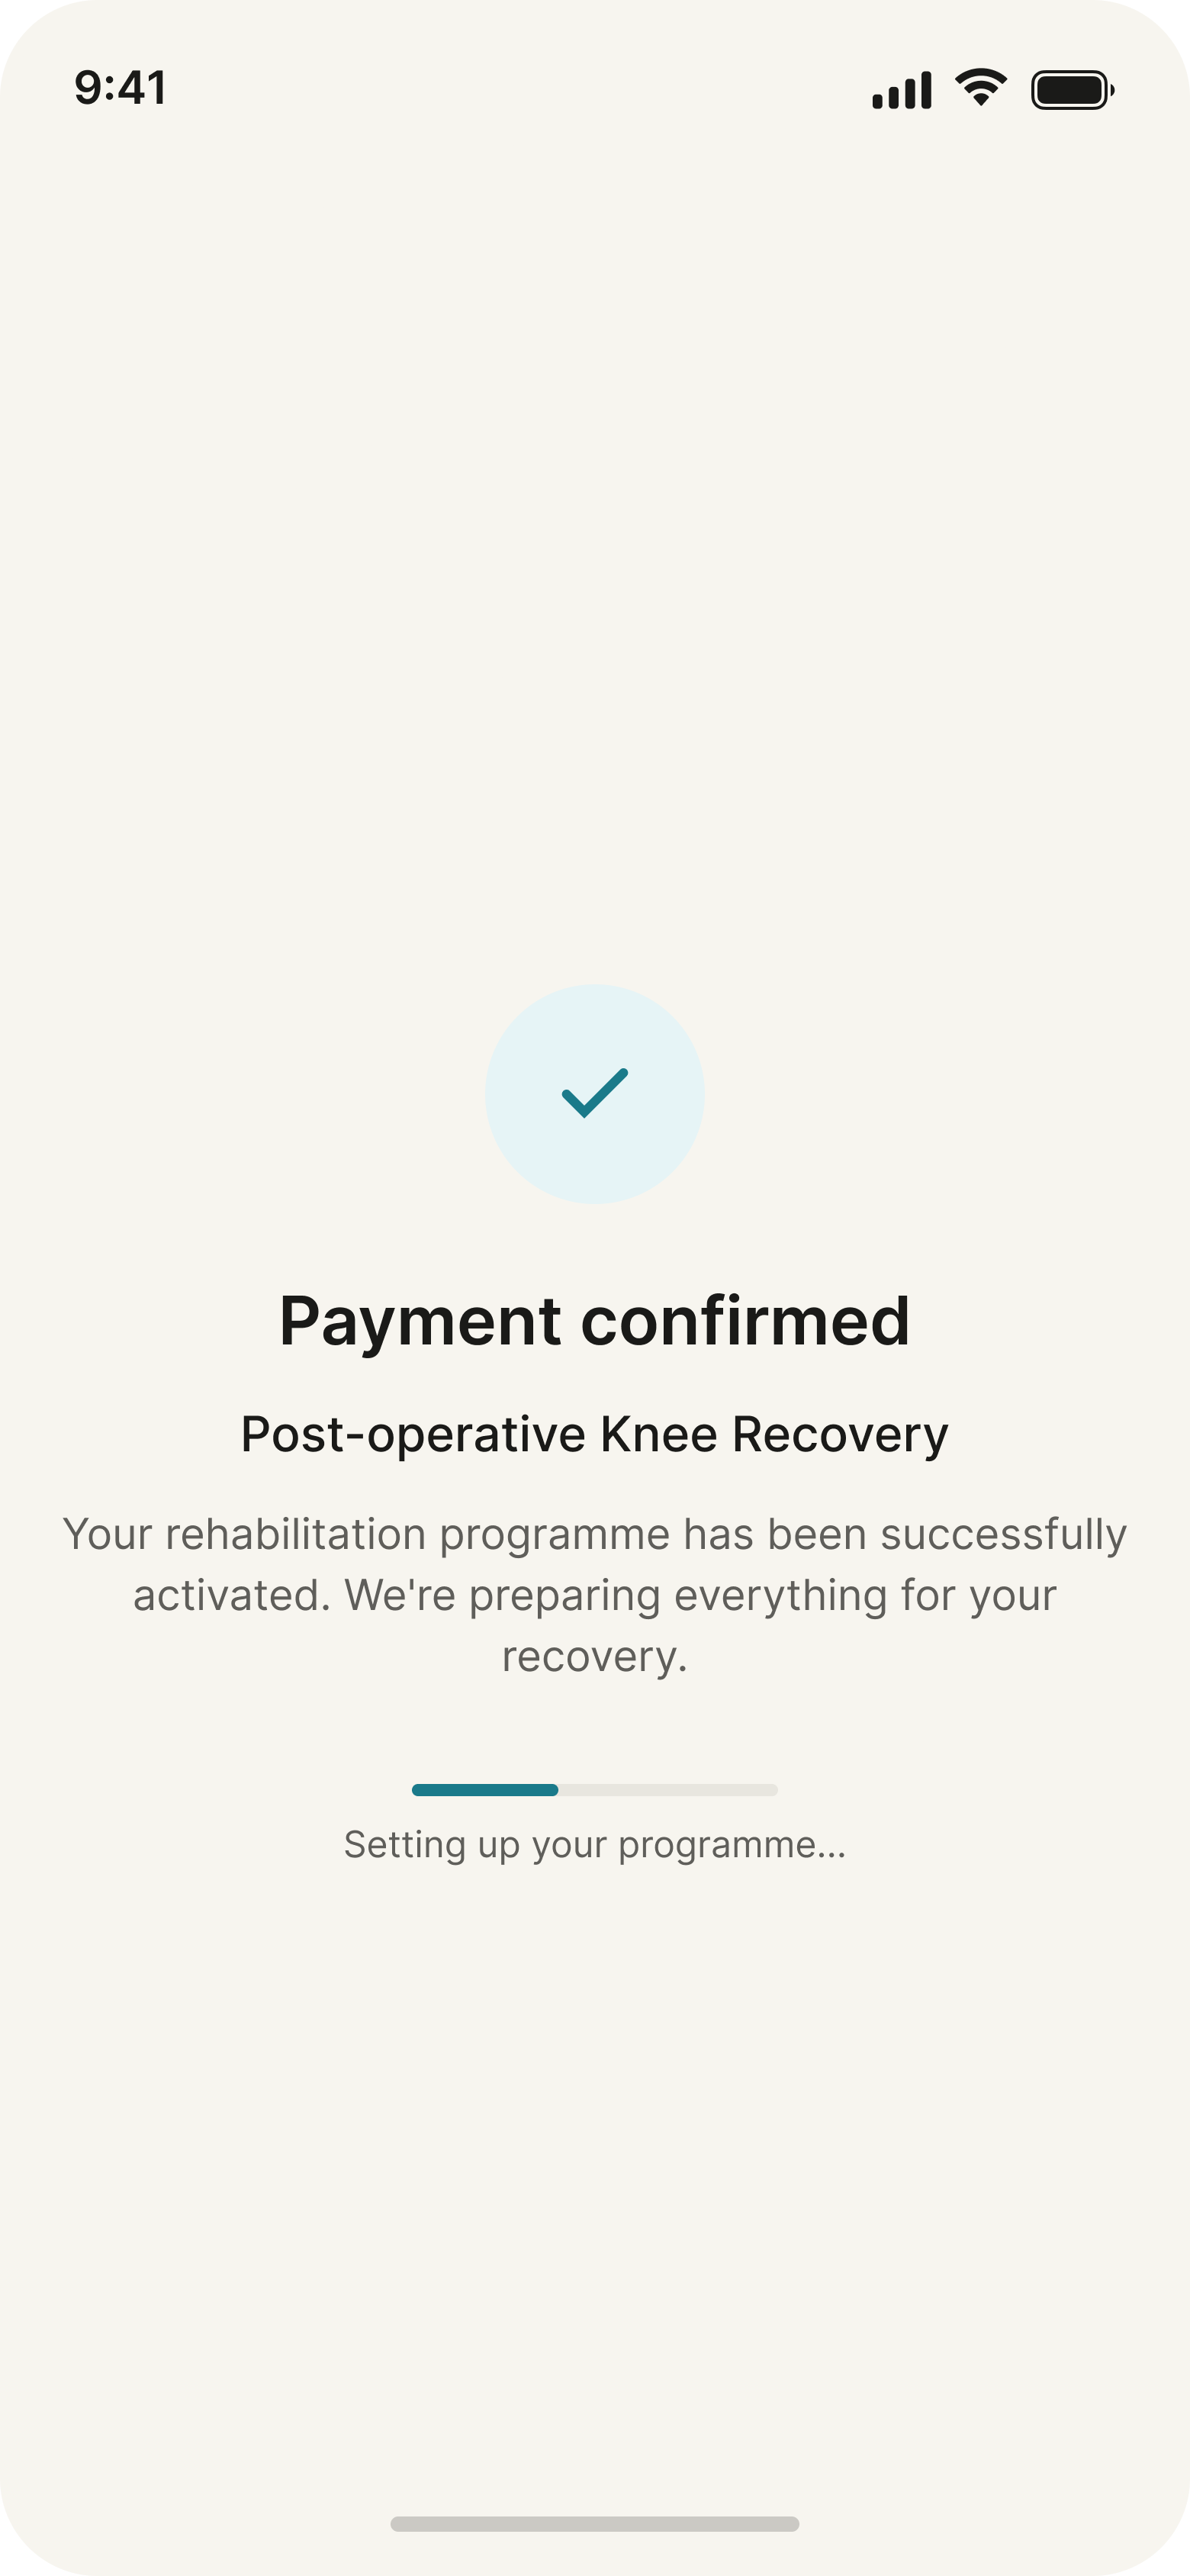 9:41
Payment confirmed
Post-operative Knee Recovery
Your rehabilitation programme has been successfully
activated. We're preparing everything for your
recovery.
Setting up your programme...